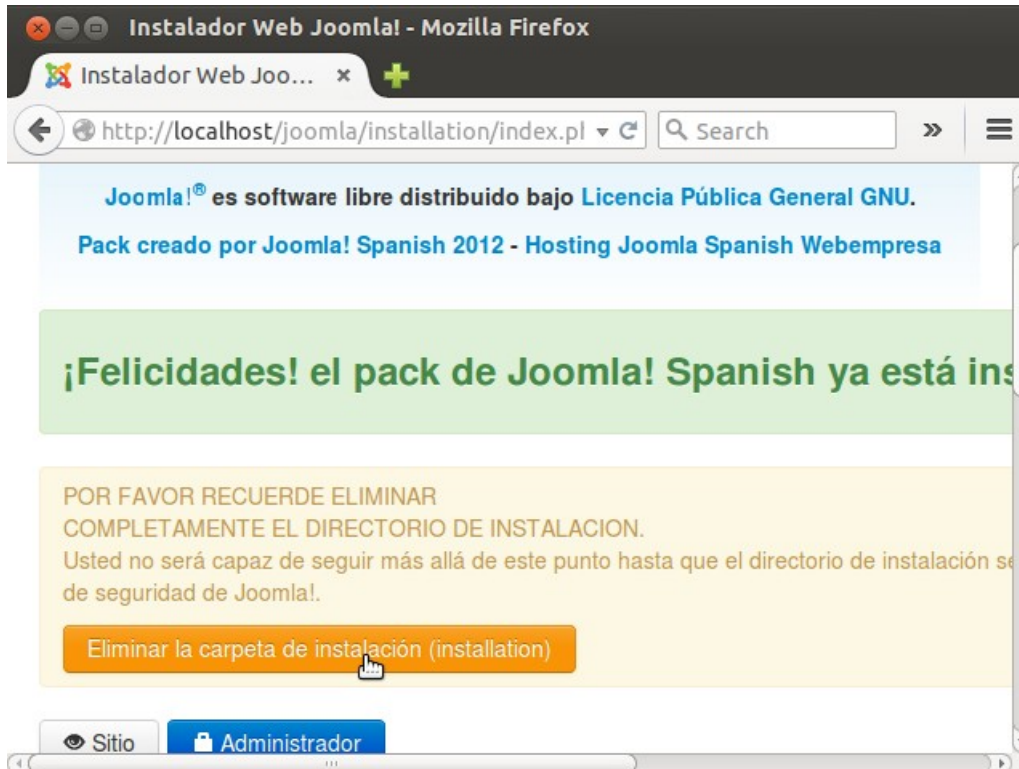 Instalador Web Joomla! - Mozilla Firefox
Instalador Web Joo... ×
http://localhost/joomla/installation/index.pl Search »
Joomla!® es software libre distribuido bajo Licencia Pública General GNU.
Pack creado por Joomla! Spanish 2012 - Hosting Joomla Spanish Webempresa
¡Felicidades! el pack de Joomla! Spanish ya está ins
POR FAVOR RECUERDE ELIMINAR
COMPLETAMENTE EL DIRECTORIO DE INSTALACION.
Usted no será capaz de seguir más allá de este punto hasta que el directorio de instalación se
de seguridad de Joomla!.
Eliminar la carpeta de instalación (installation)
Sitio Administrador